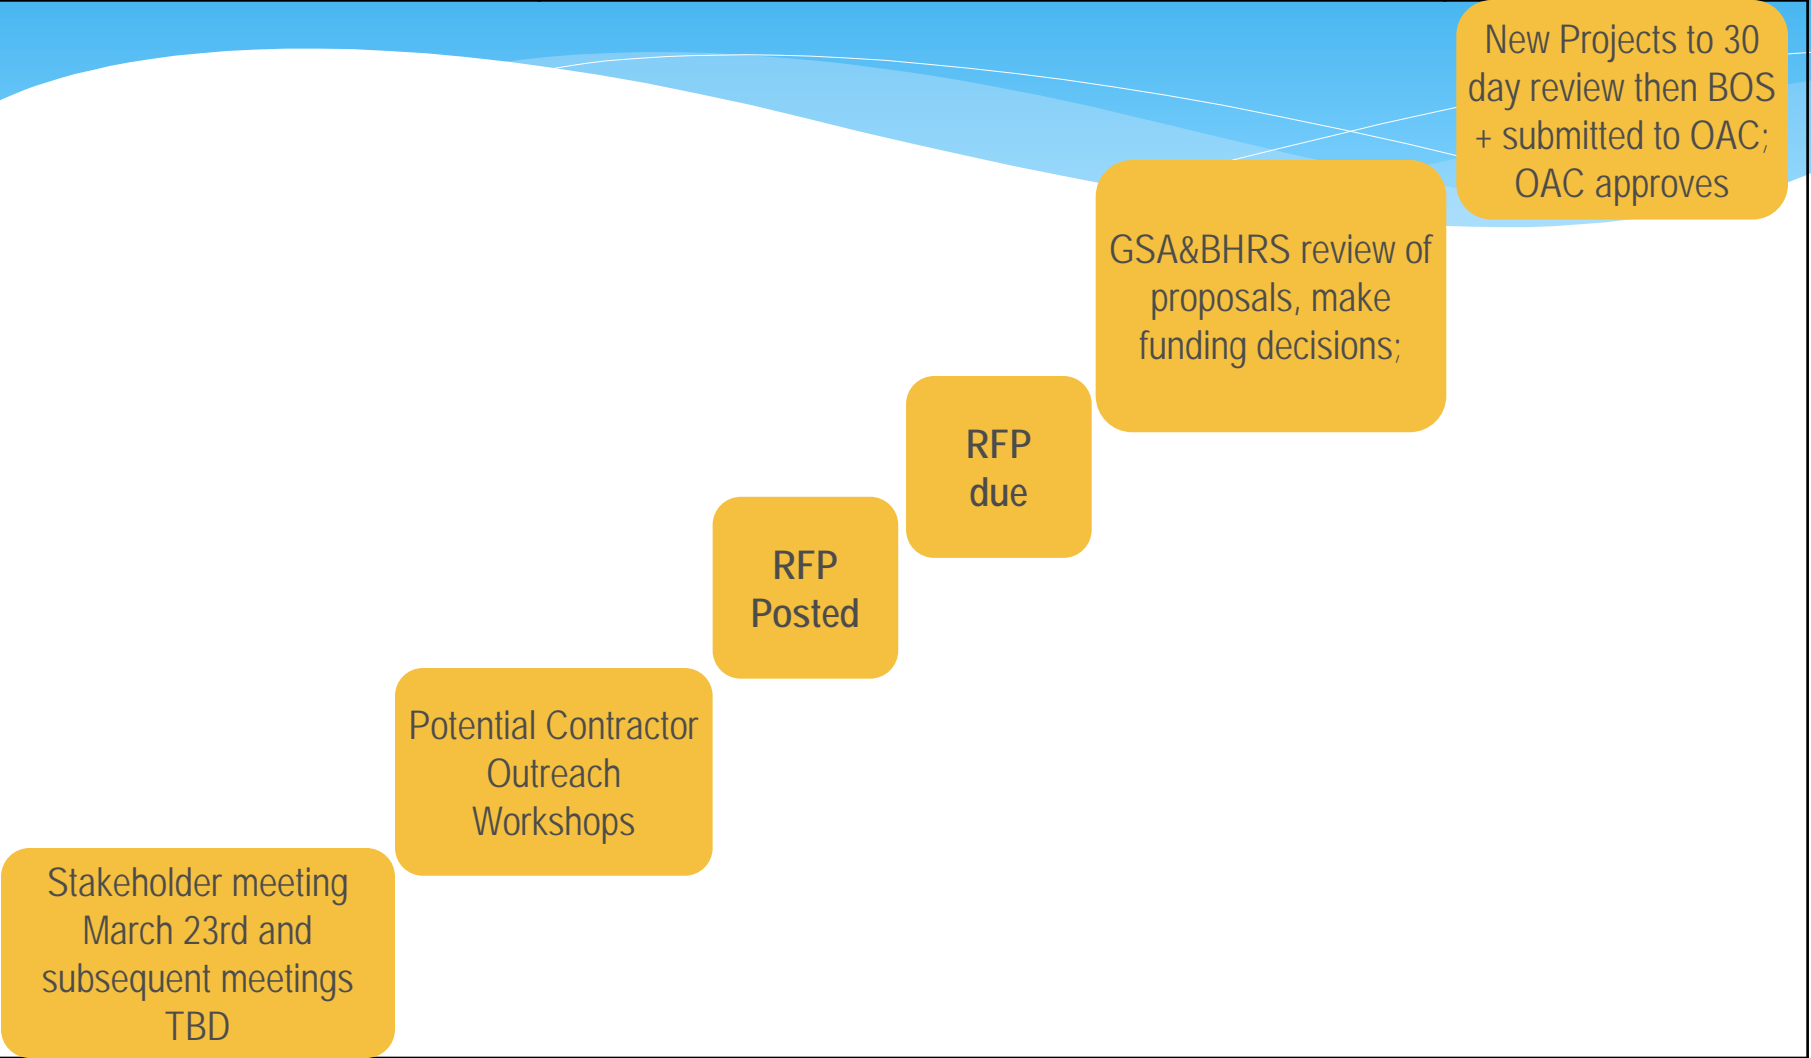 New Projects to 30
day review then BOS
+ submitted to OAC;
OAC approves
GSA&BHRS review of
proposals, make
funding decisions;
RFP
due
RFP
Posted
Potential Contractor
Outreach
Workshops
Stakeholder meeting
March 23rd and
subsequent meetings
TBD